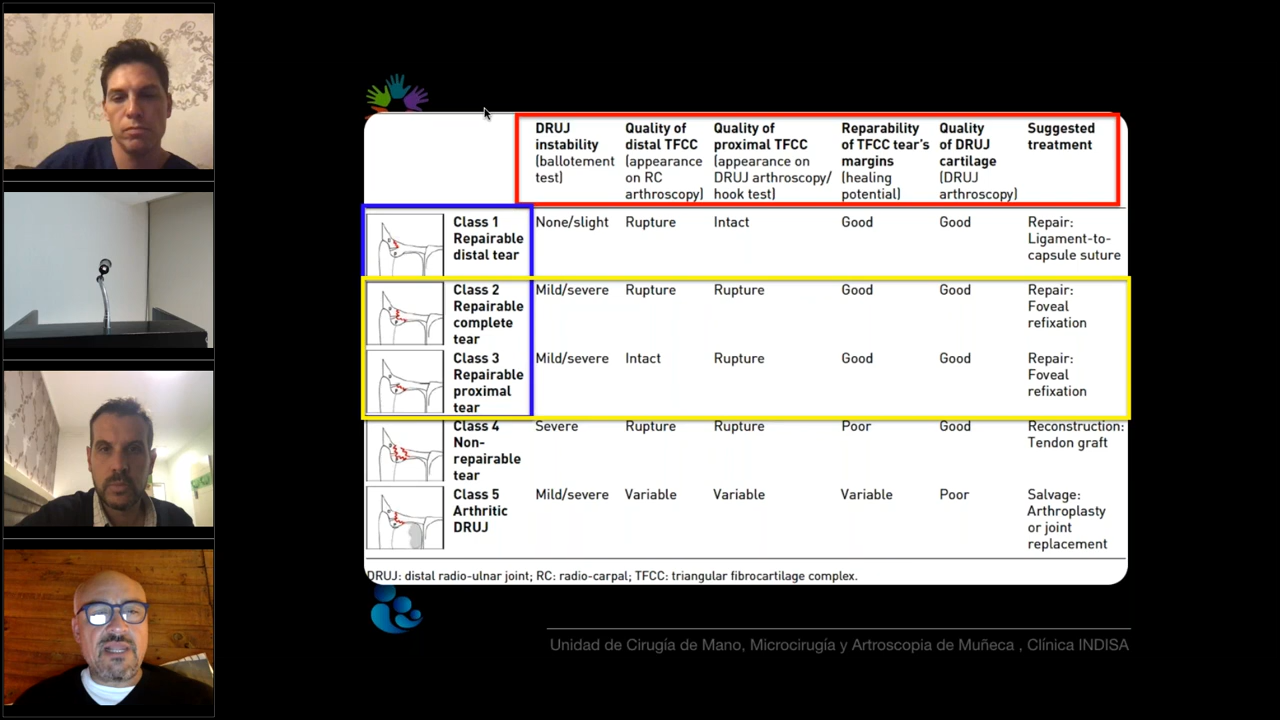 DRUJ instability (ballotement test)
Quality of distal TFCC (appearance on RC arthroscopy)
Quality of proximal TFCC (appearance on DRUJ arthroscopy/ hook test)
Reparability of TFCC tear's margins (healing potential)
Quality of DRUJ cartilage (DRUJ arthroscopy)
Suggested treatment
Class 1 Repairable distal tear
None/slight
Rupture
Intact
Good
Good
Repair: Ligament-to-capsule suture
Class 2 Repairable complete tear
Mild/severe
Rupture
Rupture
Good
Good
Repair: Foveal refixation
Class 3 Repairable proximal tear
Mild/severe
Intact
Rupture
Good
Good
Repair: Foveal refixation
Class 4 Non-repairable tear
Severe
Rupture
Rupture
Poor
Good
Reconstruction: Tendon graft
Class 5 Arthritic DRUJ
Mild/severe
Variable
Variable
Variable
Poor
Salvage: Arthroplasty or joint replacement
DRUJ: distal radio-ulnar joint; RC: radio-carpal; TFCC: triangular fibrocartilage complex.
Unidad de Cirugía de Mano, Microcirugía y Artroscopia de Muñeca , Clínica INDISA